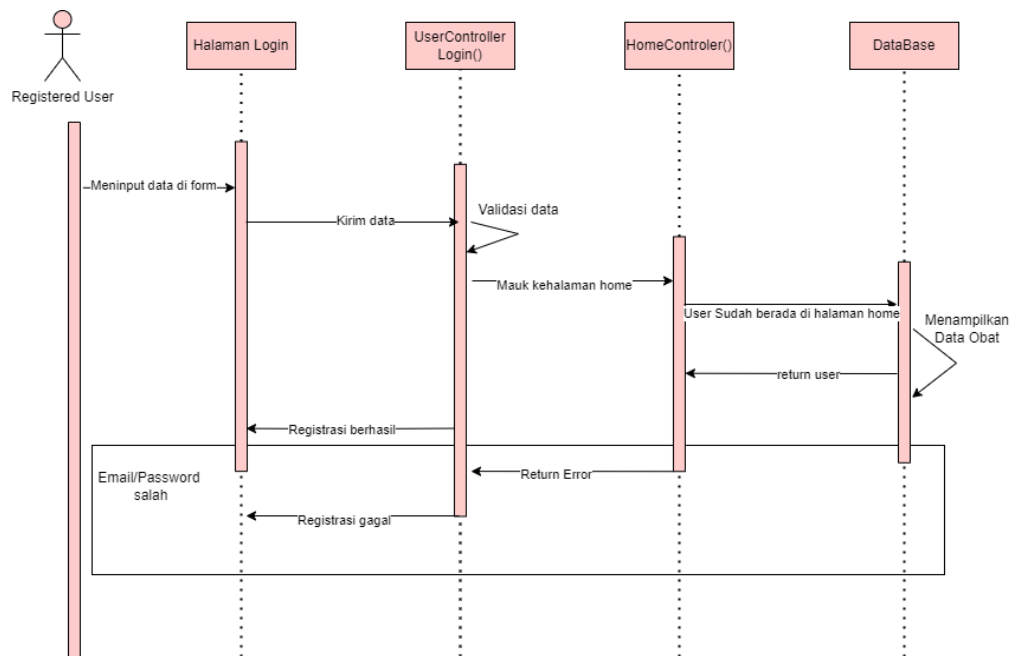 Registered User
Halaman Login
UserController
Login()
HomeControler()
DataBase
Meninput data di form
Kirim data
Validasi data
Mauk kehalaman home
User Sudah berada di halaman home
Menampilkan
Data Obat
return user
Registrasi berhasil
Email/Password
salah
Return Error
Registrasi gagal